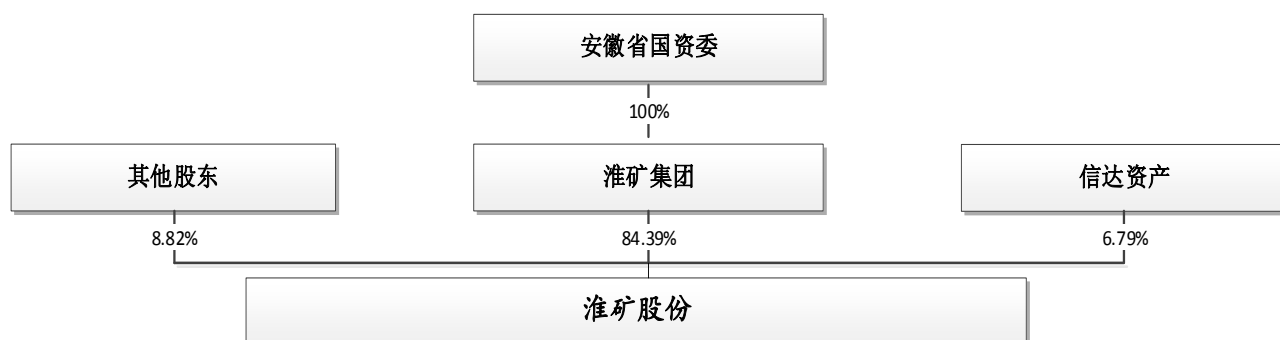 安徽省国资委
100%
其他股东
淮矿集团
信达资产
8.82%
84.39%
6.79%
淮矿股份